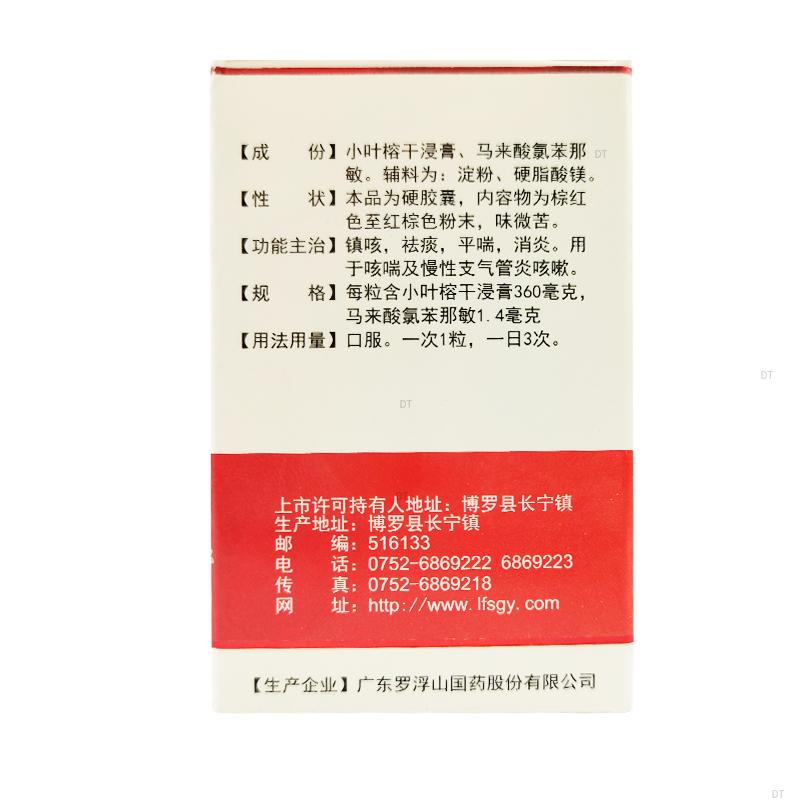 【成　　份】小叶榕干浸膏、马来酸氯苯那
敏。辅料为：淀粉、硬脂酸镁。
【性　　状】本品为硬胶囊，内容物为棕红
色至红棕色粉末，味微苦。
【功能主治】镇咳，祛痰，平喘，消炎。用
于咳喘及慢性支气管炎咳嗽。
【规　　格】每粒含小叶榕干浸膏360毫克，
马来酸氯苯那敏1.4毫克
【用法用量】口服。一次1粒，一日3次。
上市许可持有人地址：博罗县长宁镇
生产地址：博罗县长宁镇
邮　　编：516133
电　　话：0752-6869222 6869223
传　　真：0752-6869218
网　　址：http://www.lfsgy.com
【生产企业】广东罗浮山国药股份有限公司
DT
DT
DT
DT